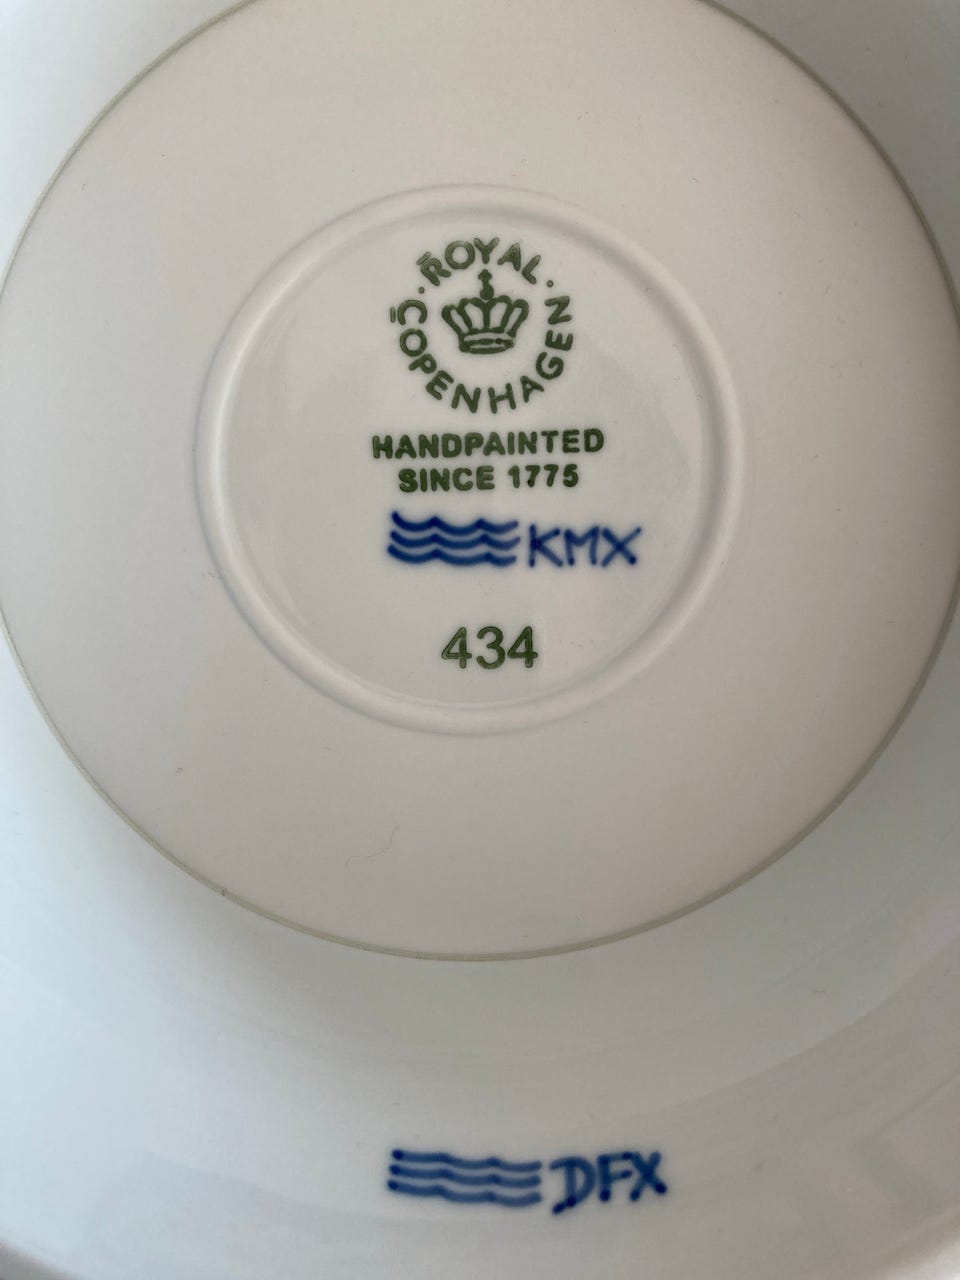 ROYAL
COPENHAGEN
HANDPAINTED
SINCE 1775
KMX
434
DFX